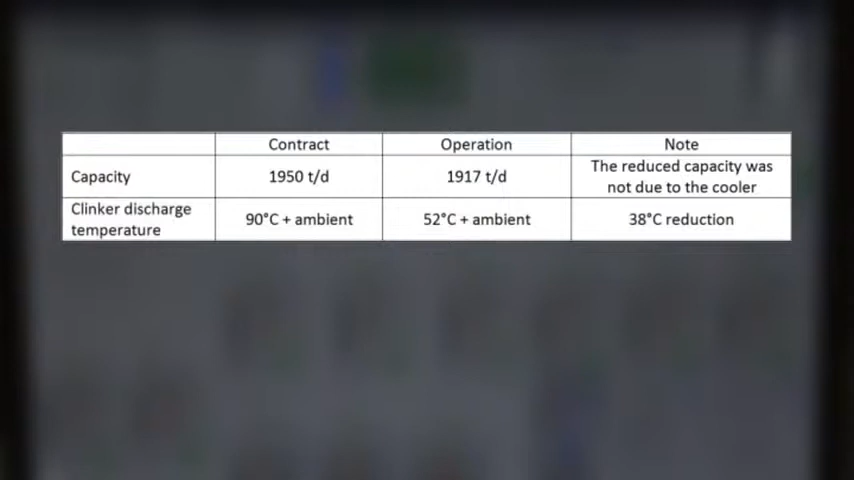 Contract Operation Note
Capacity 1950 t/d 1917 t/d The reduced capacity was
not due to the cooler
Clinker discharge
temperature 90°C + ambient 52°C + ambient 38°C reduction